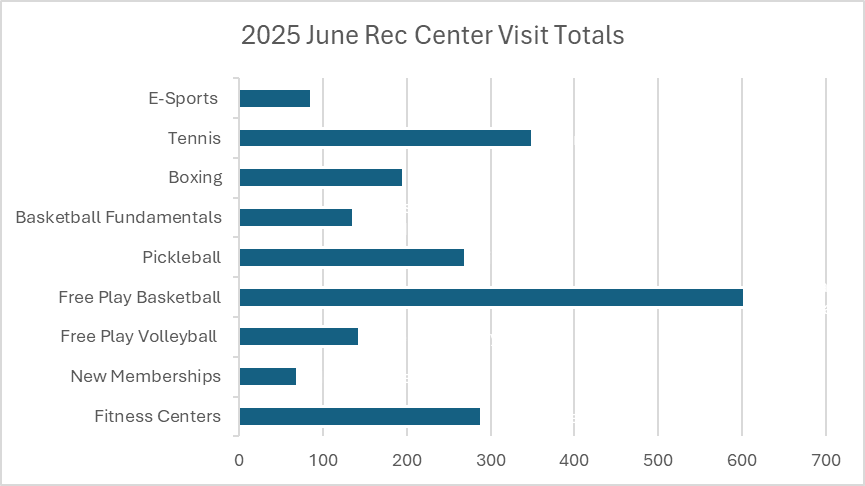 2025 June Rec Center Visit Totals
E-Sports
Tennis
Boxing
Basketball Fundamentals
Pickleball
Free Play Basketball
Free Play Volleyball
New Memberships
Fitness Centers
0 100 200 300 400 500 600 700